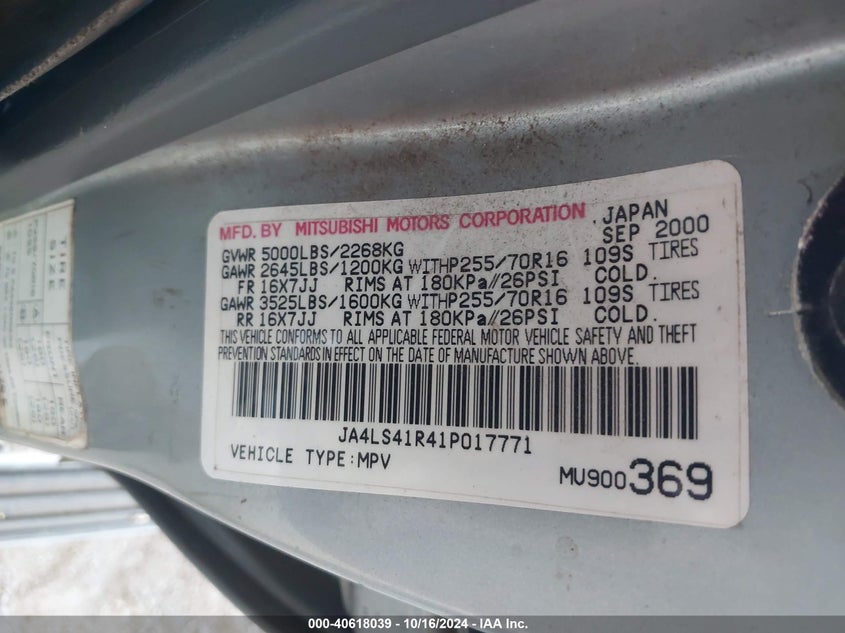 TIRE
SIZE
MFD. BY MITSUBISHI MOTORS CORPORATION
JAPAN
SEP 2000
GVWR 5000LBS/2268KG
GAWR 2645LBS/1200KG WITHP255/70R16 109S TIRES
FR 16X7JJ RIMS AT 180KPa//26PSI COLD.
GAWR 3525LBS/1600KG WITHP255/70R16 109S TIRES
RR 16X7JJ RIMS AT 180KPa//26PSI COLD.
THIS VEHICLE CONFORMS TO ALL APPLICABLE FEDERAL MOTOR VEHICLE SAFETY AND THEFT
PREVENTION STANDARDS IN EFFECT ON THE DATE OF MANUFACTURE SHOWN ABOVE.
JA4LS41R41P017771
VEHICLE TYPE:MPV
MU900369
000-40618039 - 10/16/2024 - © IAA Inc.